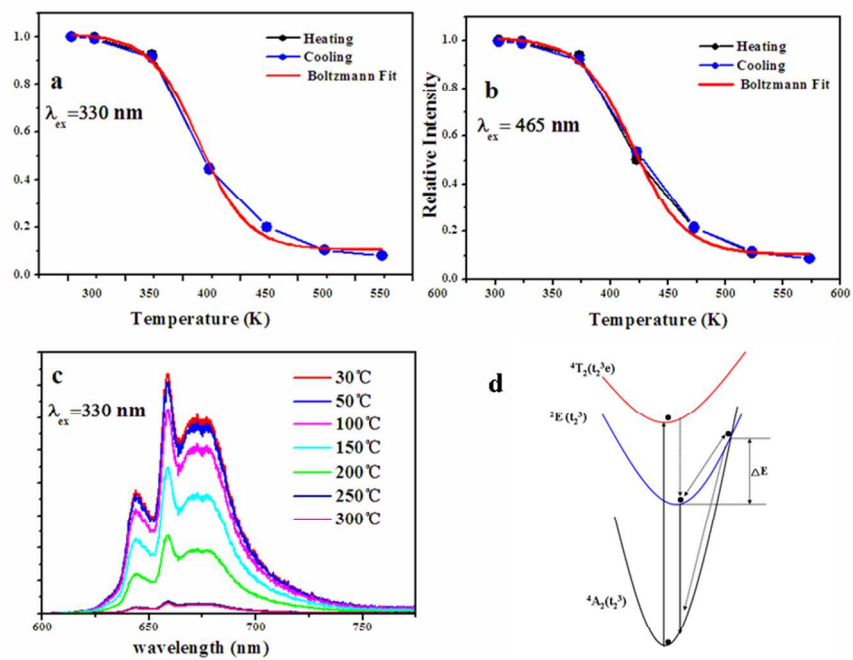 a
λex=330 nm
Heating
Cooling
Boltzmann Fit
1.0
0.8
0.6
0.4
0.2
0.0
300 350 400 450 500 550 600
Temperature (K)
b
λex= 465 nm
Heating
Cooling
Boltzmann Fit
Relative Intensity
1.0
0.8
0.6
0.4
0.2
0.0
300 350 400 450 500 550 600
Temperature (K)
c
λex=330 nm
30℃
50℃
100℃
150℃
200℃
250℃
300℃
600 650 700 750
wavelength (nm)
d
⁴T₂(t₂³e)
²E (t₂³)
△E
⁴A₂(t₂³)